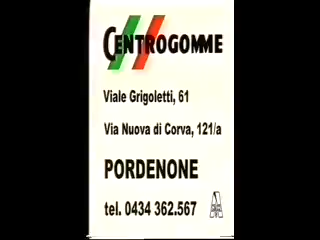 CENTROGOMME
Viale Grigoletti, 61
Via Nuova di Corva, 121/a
PORDENONE
tel. 0434 362.567